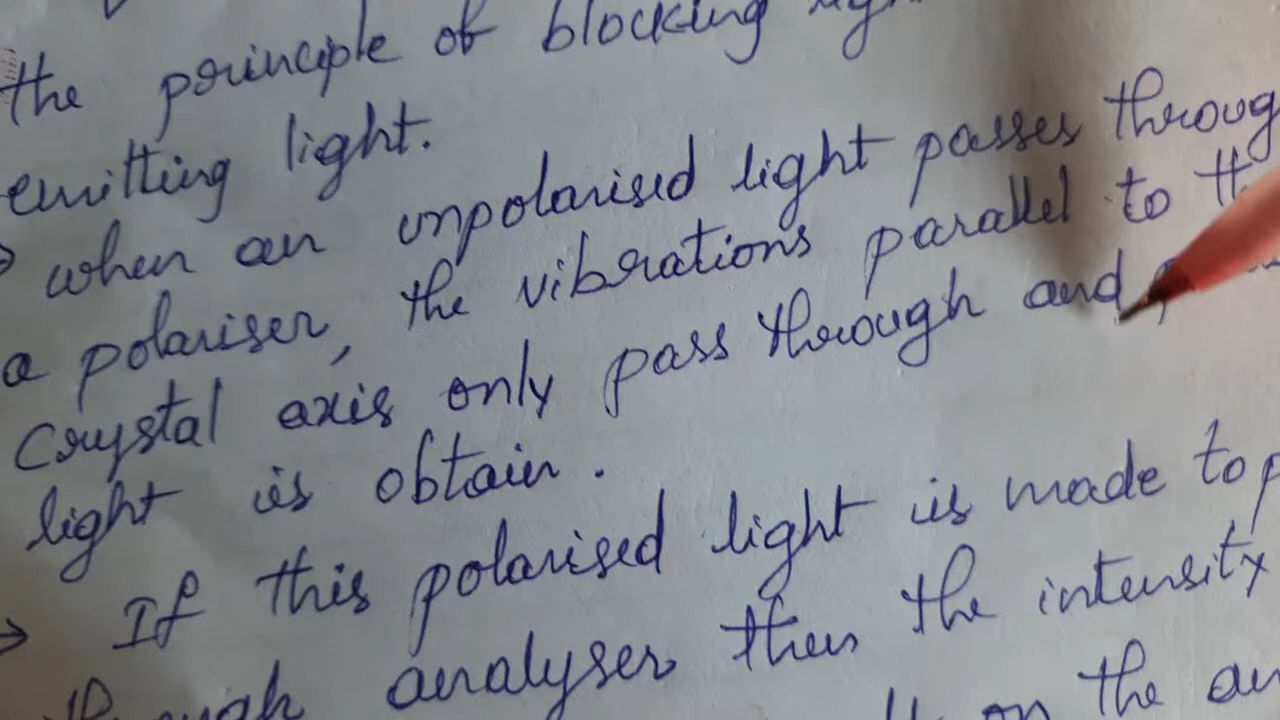 the principle of blocking
emitting light.
when an unpolarised light passes throug
a polariser, the vibrations parallel to
crystal axis only pass through and,
light is obtain.
→ If this polarised light is made to p
analyser then the intensity
on the an